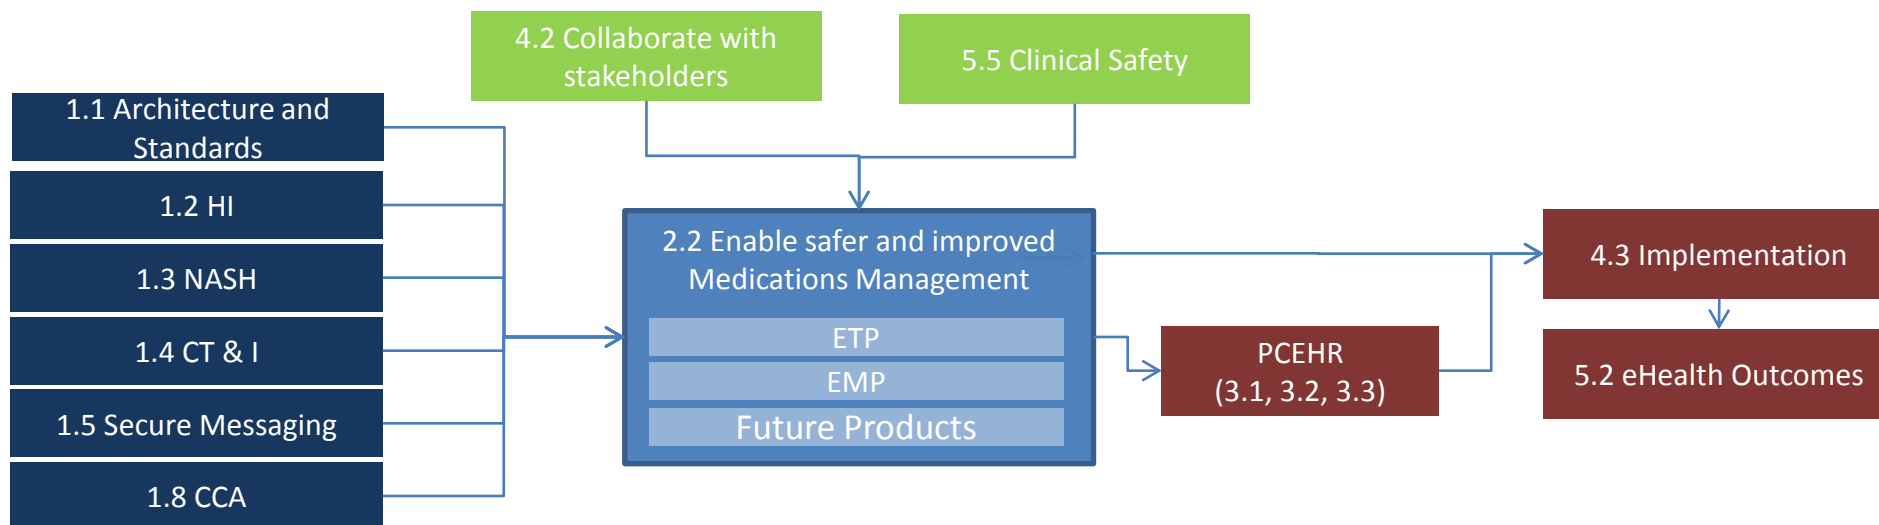 4.2 Collaborate with
stakeholders
5.5 Clinical Safety
1.1 Architecture and
Standards
1.2 HI
1.3 NASH
1.4 CT & I
1.5 Secure Messaging
1.8 CCA
2.2 Enable safer and improved
Medications Management
ETP
EMP
Future Products
PCEHR
(3.1, 3.2, 3.3)
4.3 Implementation
5.2 eHealth Outcomes